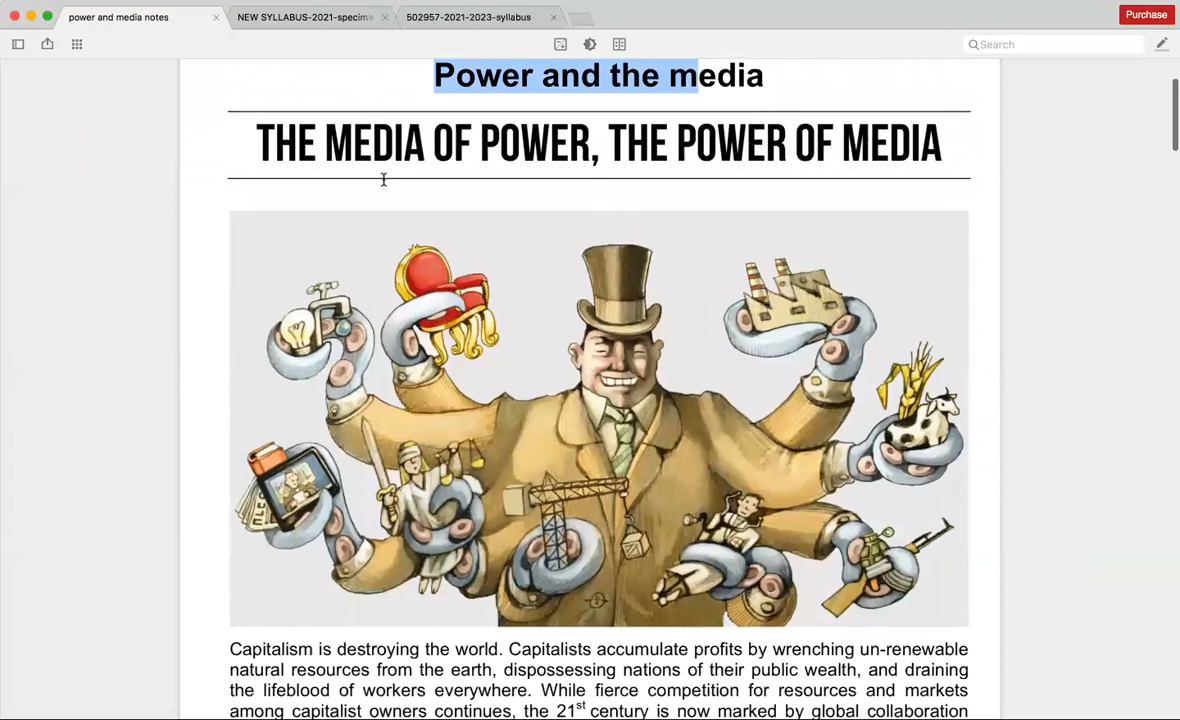 power and media notes
NEW SYLLABUS-2021-specime
502957-2021-2023-syllabus
Purchase
Search
Power and the media
THE MEDIA OF POWER, THE POWER OF MEDIA
Capitalism is destroying the world. Capitalists accumulate profits by wrenching un-renewable
natural resources from the earth, dispossessing nations of their public wealth, and draining
the lifeblood of workers everywhere. While fierce competition for resources and markets
among capitalist owners continues, the 21st century is now marked by global collaboration